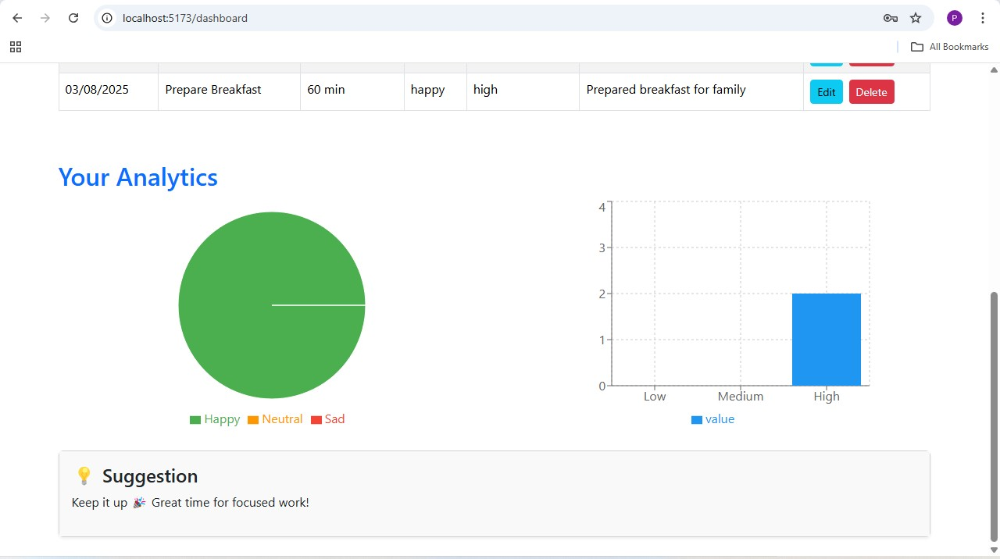 localhost:5173/dashboard
P
All Bookmarks
03/08/2025 Prepare Breakfast 60 min happy high Prepared breakfast for family Edit Delete
Your Analytics
4
3
2
1
0
Low Medium High
Happy Neutral Sad
value
💡 Suggestion
Keep it up 🎉 Great time for focused work!